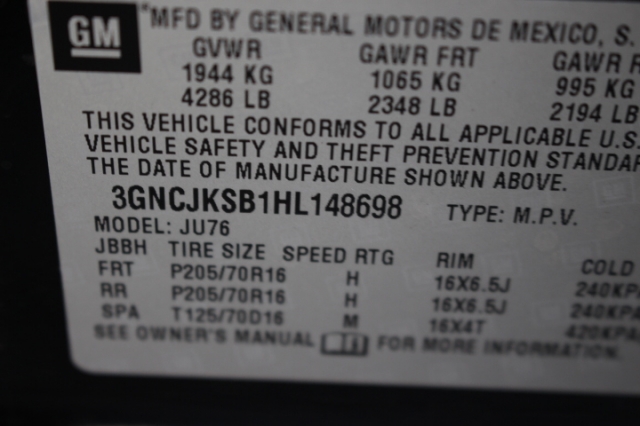 GM
"MFD BY GENERAL MOTORS DE MEXICO, S.
GVWR GAWR FRT GAWR R
1944 KG 1065 KG 995 KG
4286 LB 2348 LB 2194 LB
THIS VEHICLE CONFORMS TO ALL APPLICABLE U.S.
VEHICLE SAFETY AND THEFT PREVENTION STANDAR
THE DATE OF MANUFACTURE SHOWN ABOVE.
3GNCJKSB1HL148698 TYPE: M.P.V.
MODEL: JU76
JBBH TIRE SIZE SPEED RTG RIM COLD
FRT P205/70R16 H 16X6.5J 240KPA
RR P205/70R16 H 16X6.5J 240KPA
SPA T125/70D16 M 16X4T 420KPA
SEE OWNER'S MANUAL FOR MORE INFORMATION.